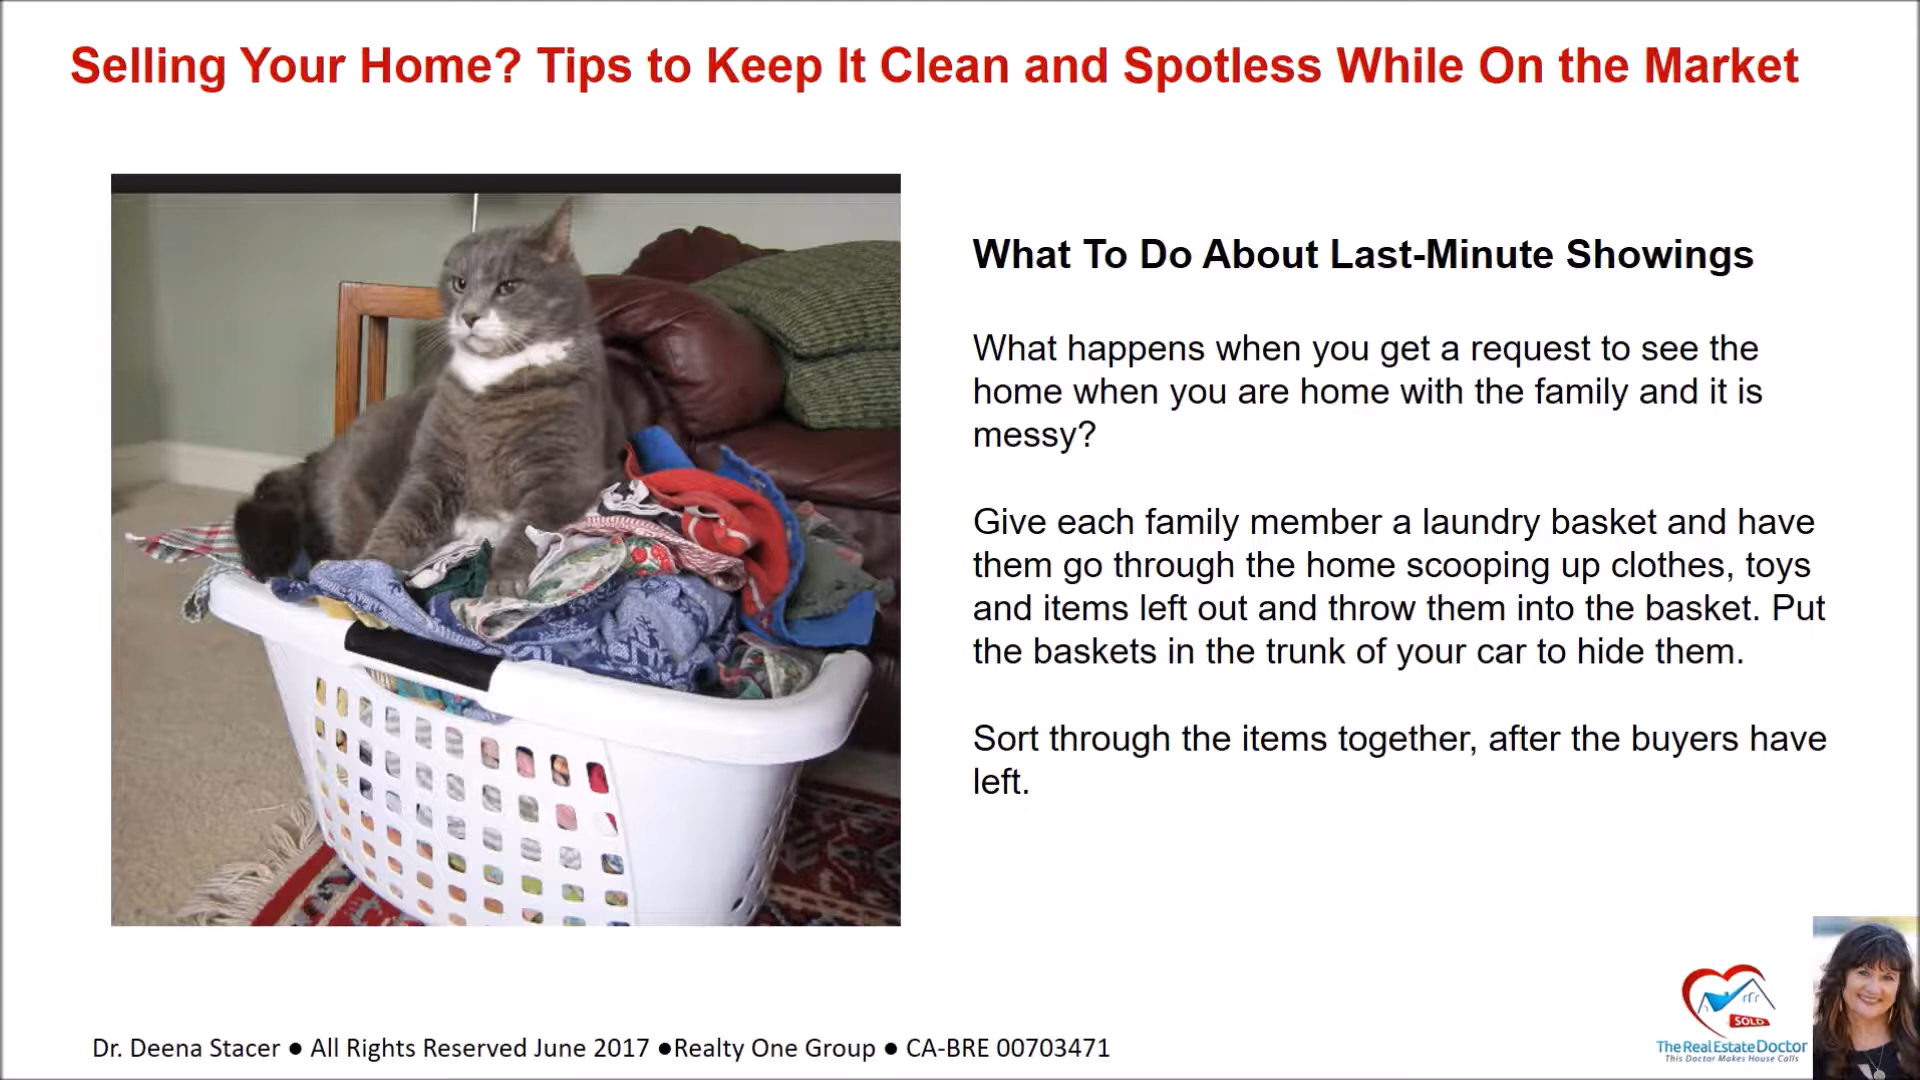 Selling Your Home? Tips to Keep It Clean and Spotless While On the Market
What To Do About Last-Minute Showings
What happens when you get a request to see the
home when you are home with the family and it is
messy?
Give each family member a laundry basket and have
them go through the home scooping up clothes, toys
and items left out and throw them into the basket. Put
the baskets in the trunk of your car to hide them.
Sort through the items together, after the buyers have
left.
SOLD
TheRealEstateDoctor
This Doctor Makes House Calls
Dr. Deena Stacer ● All Rights Reserved June 2017 ●Realty One Group ● CA-BRE 00703471